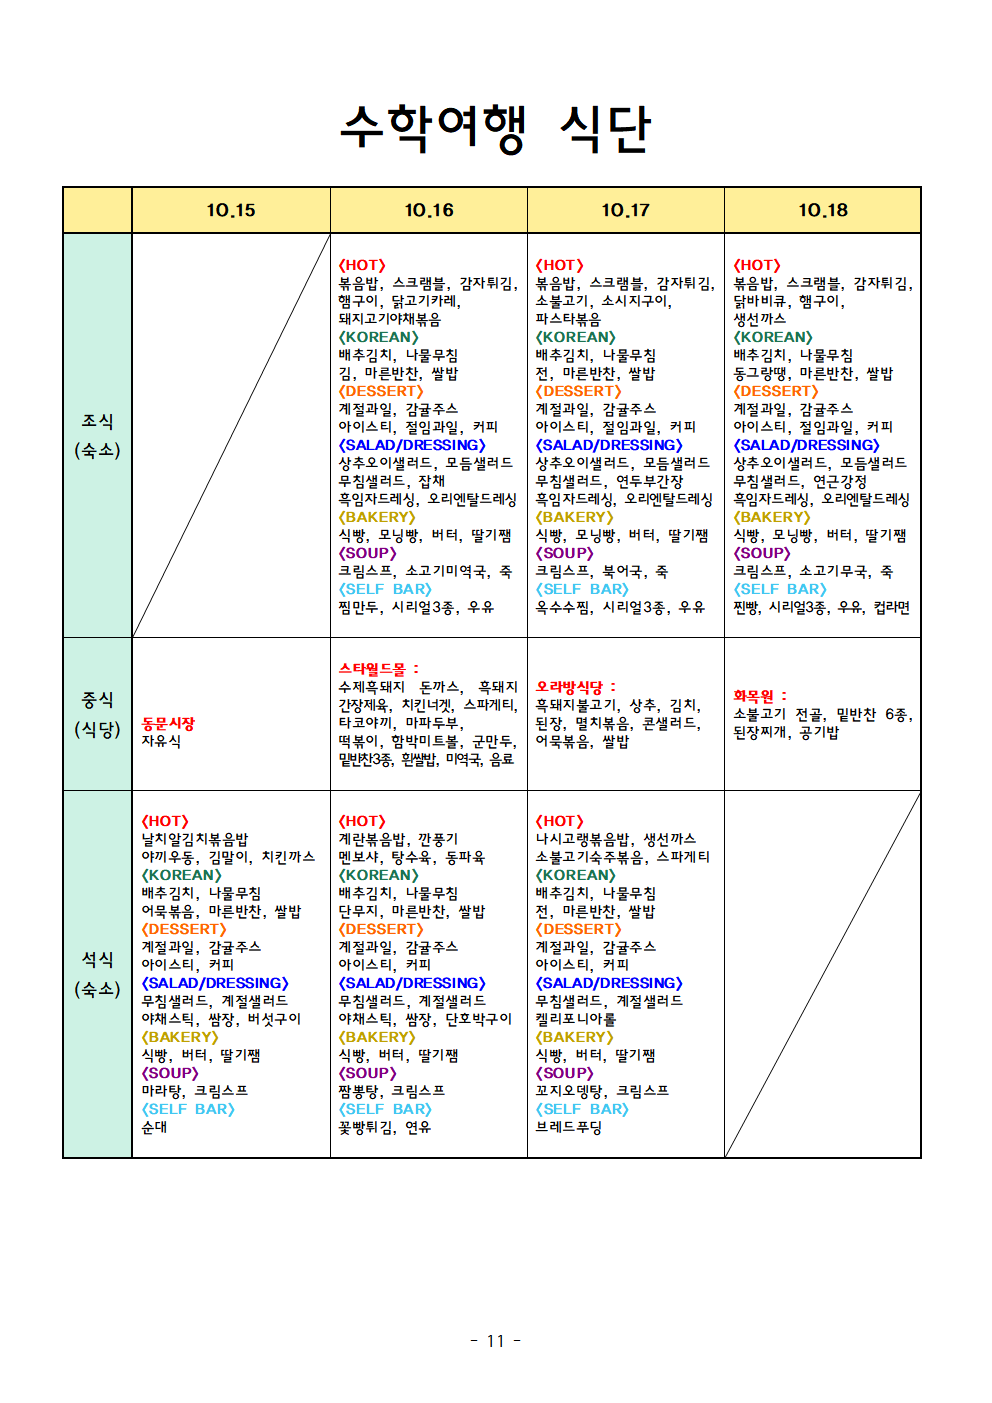 수학여행 식단
10.15 10.16 10.17 10.18
조식
(숙소)
<HOT>
볶음밥, 스크램블, 감자튀김,
햄구이, 닭고기카레,
돼지고기야채볶음
<KOREAN>
배추김치, 나물무침
김, 마른반찬, 쌀밥
<DESSERT>
계절과일, 감귤주스
아이스티, 절임과일, 커피
<SALAD/DRESSING>
상추오이샐러드, 모듬샐러드
무침샐러드, 잡채
흑임자드레싱, 오리엔탈드레싱
<BAKERY>
식빵, 모닝빵, 버터, 딸기쨈
<SOUP>
크림스프, 소고기미역국, 죽
<SELF BAR>
찜만두, 시리얼3종, 우유
<HOT>
볶음밥, 스크램블, 감자튀김,
소불고기, 소시지구이,
파스타볶음
<KOREAN>
배추김치, 나물무침
전, 마른반찬, 쌀밥
<DESSERT>
계절과일, 감귤주스
아이스티, 절임과일, 커피
<SALAD/DRESSING>
상추오이샐러드, 모듬샐러드
무침샐러드, 연두부간장
흑임자드레싱, 오리엔탈드레싱
<BAKERY>
식빵, 모닝빵, 버터, 딸기쨈
<SOUP>
크림스프, 북어국, 죽
<SELF BAR>
옥수수찜, 시리얼3종, 우유
<HOT>
볶음밥, 스크램블, 감자튀김,
닭바비큐, 햄구이,
생선까스
<KOREAN>
배추김치, 나물무침
동그랑땡, 마른반찬, 쌀밥
<DESSERT>
계절과일, 감귤주스
아이스티, 절임과일, 커피
<SALAD/DRESSING>
상추오이샐러드, 모듬샐러드
무침샐러드, 연근강정
흑임자드레싱, 오리엔탈드레싱
<BAKERY>
식빵, 모닝빵, 버터, 딸기쨈
<SOUP>
크림스프, 소고기무국, 죽
<SELF BAR>
찐빵, 시리얼3종, 우유, 컵라면
중식
(식당)
동문시장
자유식
스타월드몰 :
수제흑돼지 돈까스, 흑돼지
간장제육, 치킨너겟, 스파게티,
타코야끼, 마파두부,
떡볶이, 함박미트볼, 군만두,
밑반찬3종, 흰쌀밥, 미역국, 음료
오라방식당 :
흑돼지불고기, 상추, 김치,
된장, 멸치볶음, 콘샐러드,
어묵볶음, 쌀밥
화목원 :
소불고기 전골, 밑반찬 6종,
된장찌개, 공기밥
석식
(숙소)
<HOT>
날치알김치볶음밥
야끼우동, 김말이, 치킨까스
<KOREAN>
배추김치, 나물무침
어묵볶음, 마른반찬, 쌀밥
<DESSERT>
계절과일, 감귤주스
아이스티, 커피
<SALAD/DRESSING>
무침샐러드, 계절샐러드
야채스틱, 쌈장, 버섯구이
<BAKERY>
식빵, 버터, 딸기쨈
<SOUP>
마라탕, 크림스프
<SELF BAR>
순대
<HOT>
계란볶음밥, 깐풍기
멘보샤, 탕수육, 동파육
<KOREAN>
배추김치, 나물무침
단무지, 마른반찬, 쌀밥
<DESSERT>
계절과일, 감귤주스
아이스티, 커피
<SALAD/DRESSING>
무침샐러드, 계절샐러드
야채스틱, 쌈장, 단호박구이
<BAKERY>
식빵, 버터, 딸기쨈
<SOUP>
짬뽕탕, 크림스프
<SELF BAR>
꽃빵튀김, 연유
<HOT>
나시고랭볶음밥, 생선까스
소불고기숙주볶음, 스파게티
<KOREAN>
배추김치, 나물무침
전, 마른반찬, 쌀밥
<DESSERT>
계절과일, 감귤주스
아이스티, 커피
<SALAD/DRESSING>
무침샐러드, 계절샐러드
켈리포니아롤
<BAKERY>
식빵, 버터, 딸기쨈
<SOUP>
꼬지오뎅탕, 크림스프
<SELF BAR>
브레드푸딩
- 11 -